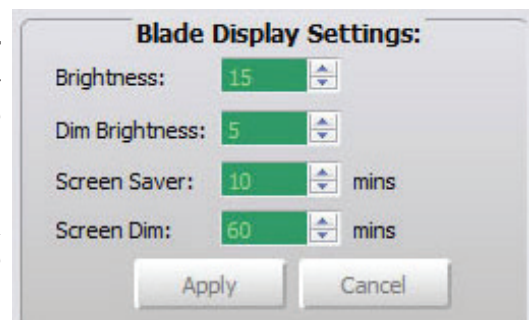 Blade Display Settings:
Brightness: 15
Dim Brightness: 5
Screen Saver: 10 mins
Screen Dim: 60 mins
Apply Cancel